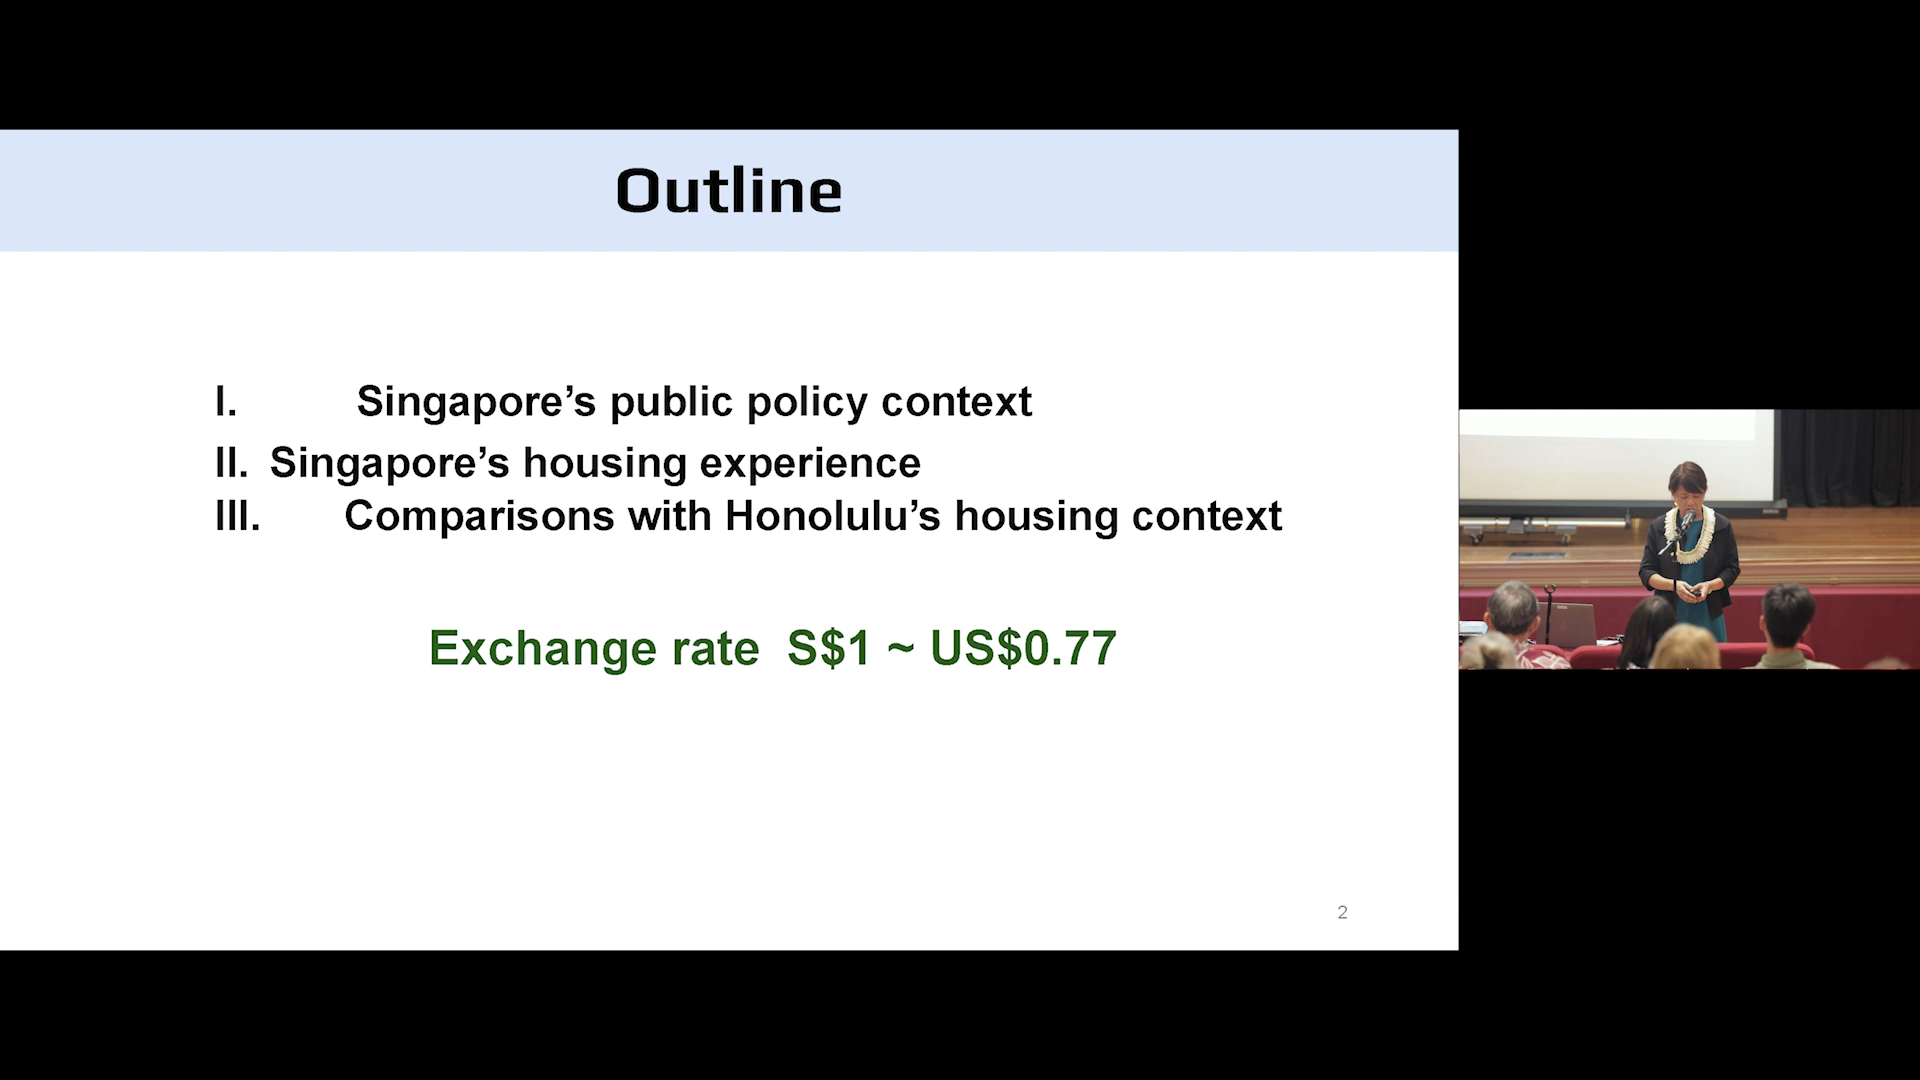 Outline
I. Singapore’s public policy context
II. Singapore’s housing experience
III. Comparisons with Honolulu’s housing context
Exchange rate S$1 ~ US$0.77
2